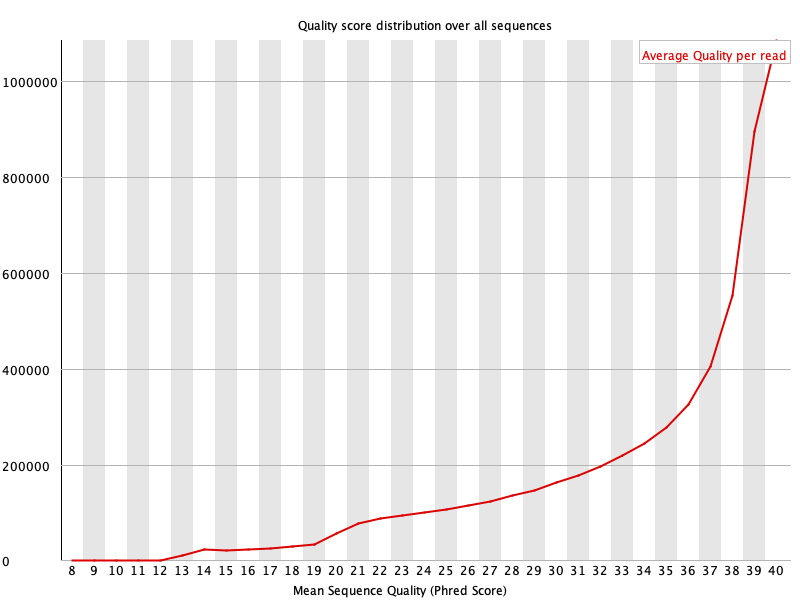 Quality score distribution over all sequences
Average Quality per read
1000000
800000
600000
400000
200000
0
8 9 10 11 12 13 14 15 16 17 18 19 20 21 22 23 24 25 26 27 28 29 30 31 32 33 34 35 36 37 38 39 40
Mean Sequence Quality (Phred Score)